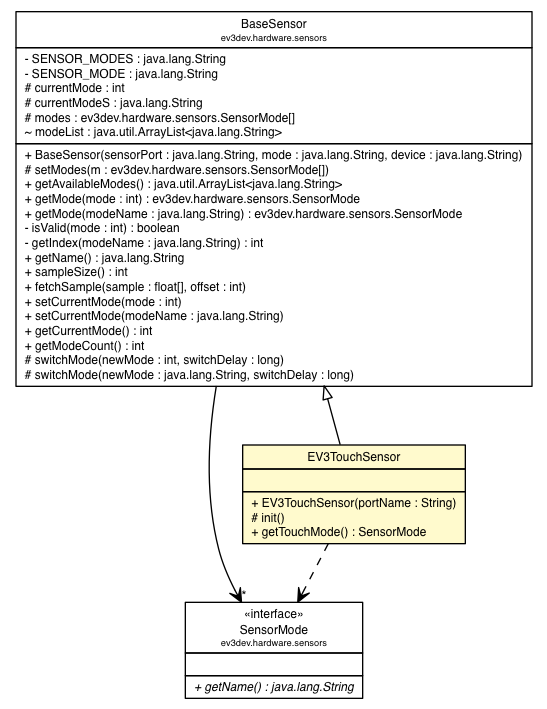 BaseSensor
ev3dev.hardware.sensors
- SENSOR_MODES : java.lang.String
- SENSOR_MODE : java.lang.String
# currentMode : int
# currentModeS : java.lang.String
# modes : ev3dev.hardware.sensors.SensorMode[]
~ modeList : java.util.ArrayList<java.lang.String>
+ BaseSensor(sensorPort : java.lang.String, mode : java.lang.String, device : java.lang.String)
# setModes(m : ev3dev.hardware.sensors.SensorMode[])
+ getAvailableModes() : java.util.ArrayList<java.lang.String>
+ getMode(mode : int) : ev3dev.hardware.sensors.SensorMode
+ getMode(modeName : java.lang.String) : ev3dev.hardware.sensors.SensorMode
- isValid(mode : int) : boolean
- getIndex(modeName : java.lang.String) : int
+ getName() : java.lang.String
+ sampleSize() : int
+ fetchSample(sample : float[], offset : int)
+ setCurrentMode(mode : int)
+ setCurrentMode(modeName : java.lang.String)
+ getCurrentMode() : int
+ getModeCount() : int
# switchMode(newMode : int, switchDelay : long)
# switchMode(newMode : java.lang.String, switchDelay : long)
EV3TouchSensor
+ EV3TouchSensor(portName : String)
# init()
+ getTouchMode() : SensorMode
*
«interface»
SensorMode
ev3dev.hardware.sensors
+ getName() : java.lang.String